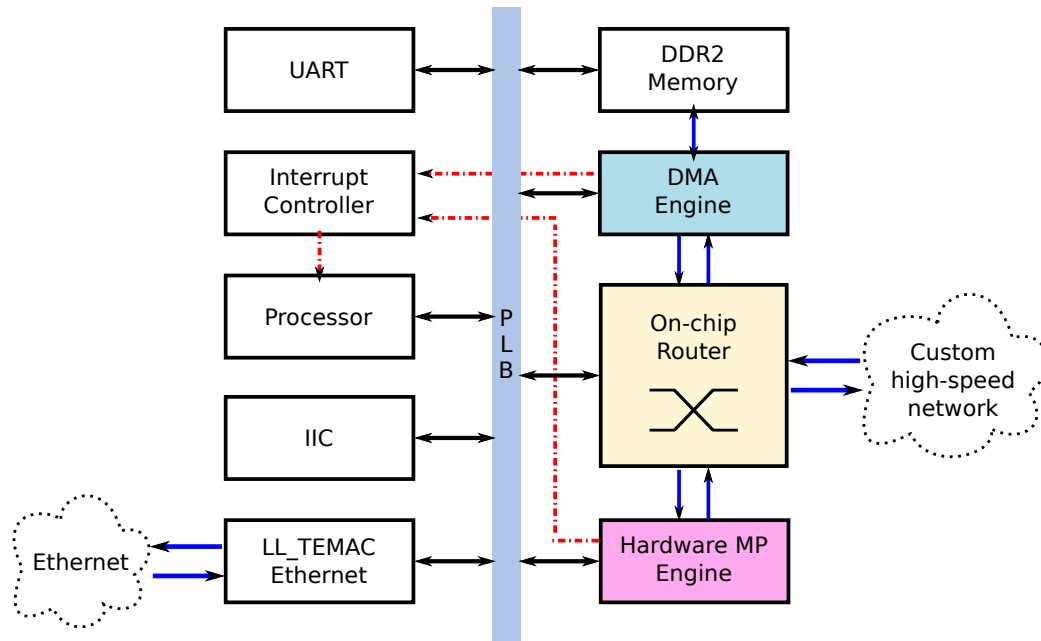 UART
DDR2
Memory
Interrupt
Controller
DMA
Engine
Processor
P
L
B
On-chip
Router
Custom
high-speed
network
IIC
Ethernet
LL_TEMAC
Ethernet
Hardware MP
Engine